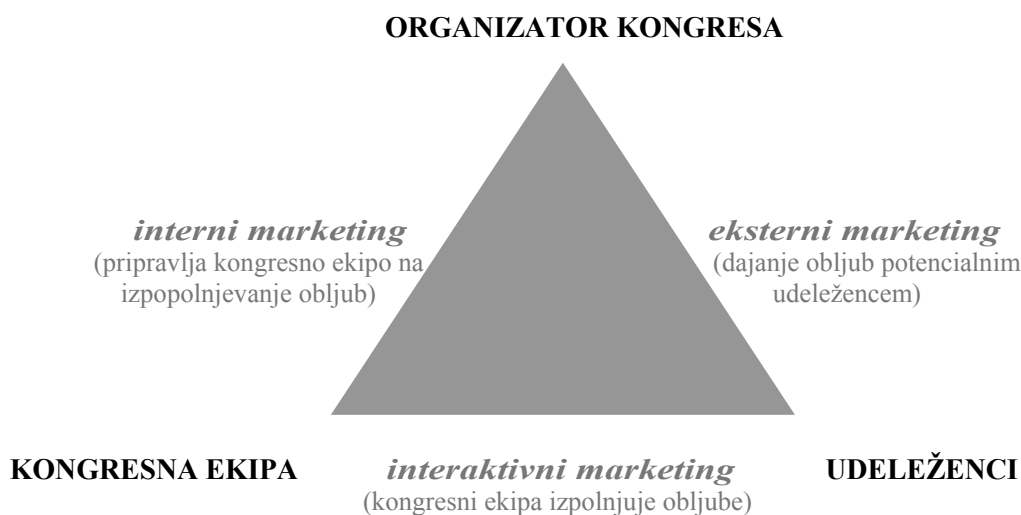 ORGANIZATOR KONGRESA
interni marketing
(pripravlja kongresno ekipo na
izpopolnjevanje obljub)
eksterni marketing
(dajanje obljub potencialnim
udeležencem)
KONGRESNA EKIPA
interaktivni marketing
(kongresni ekipa izpolnjuje obljube)
UDELEŽENCI